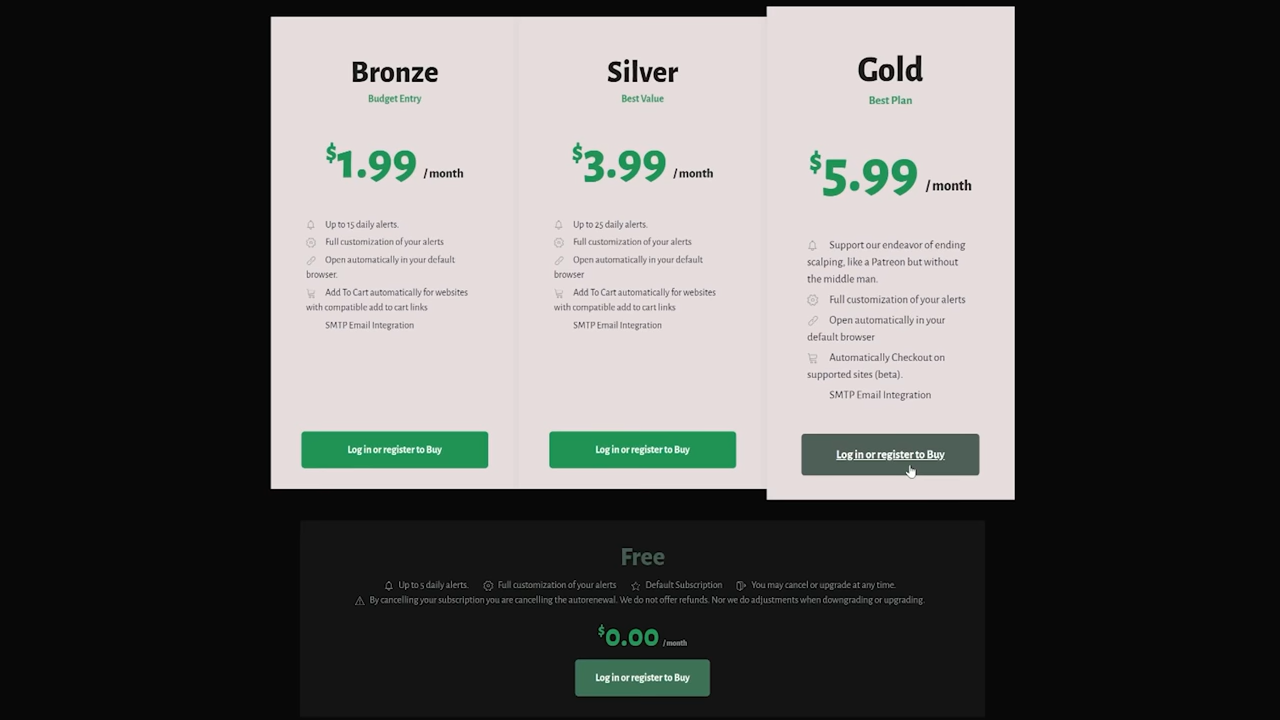 Bronze
Budget Entry
$1.99 / month
Up to 15 daily alerts.
Full customization of your alerts
Open automatically in your default
browser.
Add To Cart automatically for websites
with compatible add to cart links
SMTP Email Integration
Log in or register to Buy
Silver
Best Value
$3.99 / month
Up to 25 daily alerts.
Full customization of your alerts
Open automatically in your default
browser
Add To Cart automatically for websites
with compatible add to cart links
SMTP Email Integration
Log in or register to Buy
Gold
Best Plan
$5.99 / month
Support our endeavor of ending
scalping, like a Patreon but without
the middle man.
Full customization of your alerts
Open automatically in your
default browser
Automatically Checkout on
supported sites (beta).
SMTP Email Integration
Log in or register to Buy
Free
Up to 5 daily alerts. Full customization of your alerts Default Subscription You may cancel or upgrade at any time.
By cancelling your subscription you are cancelling the autorenewal. We do not offer refunds. Nor we do adjustments when downgrading or upgrading.
$0.00 / month
Log in or register to Buy